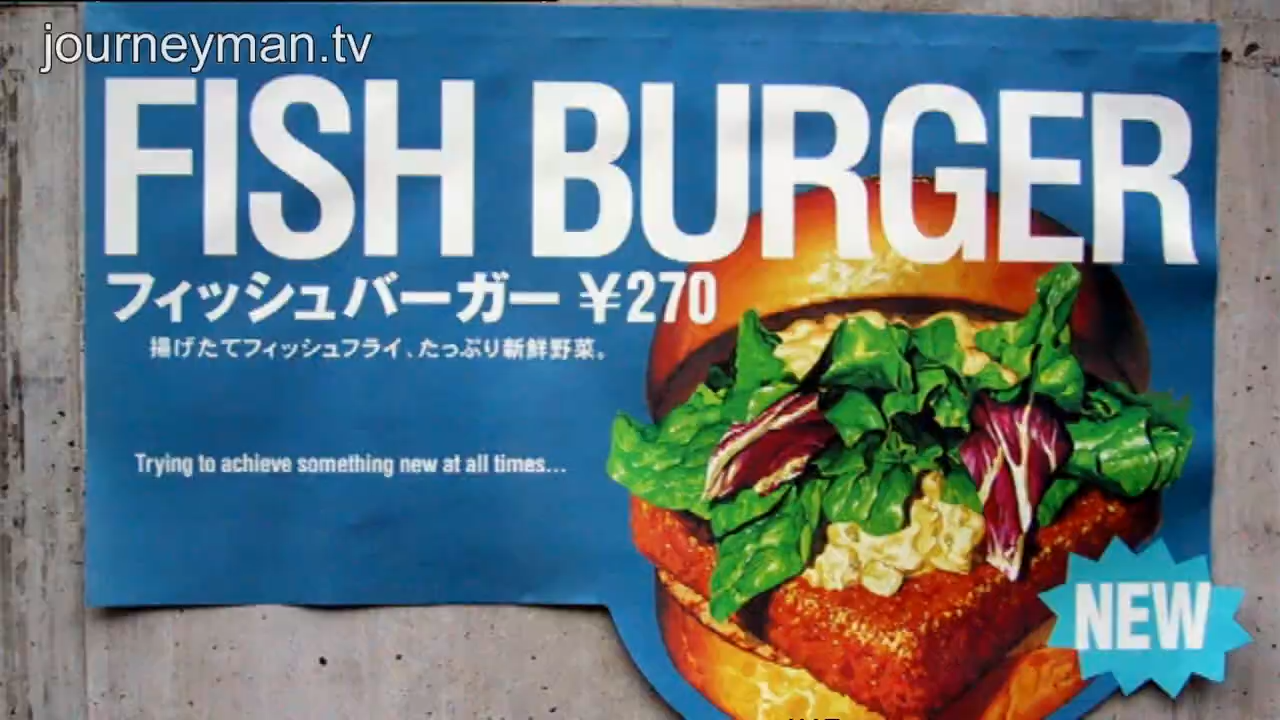 journeyman.tv
FISH BURGER
フィッシュバーガー ¥270
揚げたてフィッシュフライ、たっぷり新鮮野菜。
Trying to achieve something new at all times...
NEW